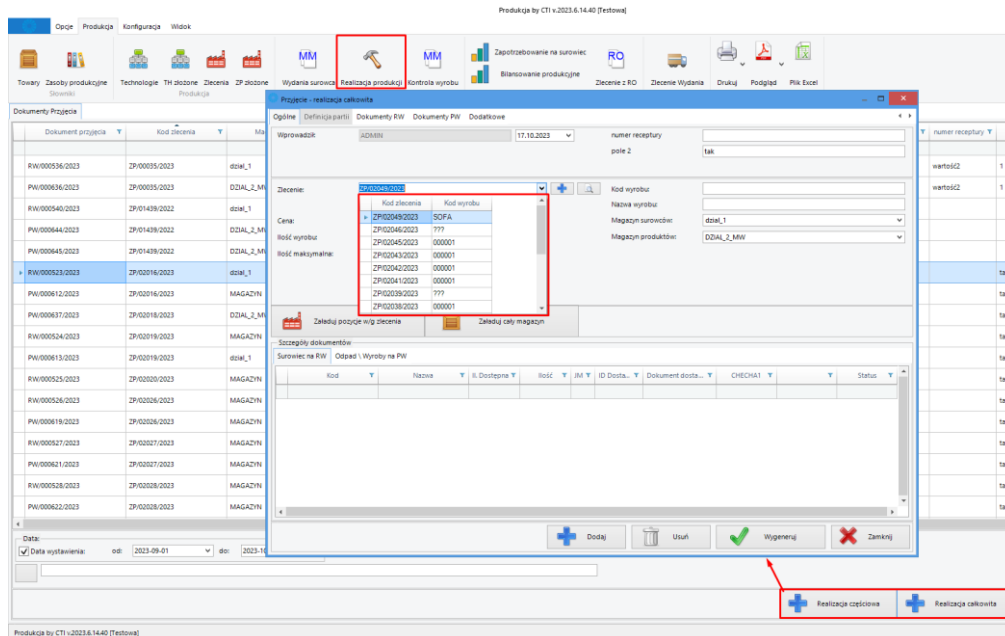 Produkcja by CTI v.2023.6.14.40 [Testowa]
Opcje Produkcja Konfiguracja Widok
Towary Zasoby produkcyjne Technologie TH złożone Zlecenia ZP złożone Wydania surowca Realizacja produkcji Kontrola wyrobu Zapotrzebowanie na surowiec Bilansowanie produkcyjne Zlecenie z RO Zlecenie Wydania Drukuj Podgląd Plik Excel
Słowniki Produkcja
Dokumenty Przyjęcia
Dokument przyjęcia Kod zlecenia numer receptury
RW/000536/2023 ZP/00035/2023 dzial_1 wartość2 1
PW/000636/2023 ZP/00035/2023 DZIAL_2_MW wartość2 1
RW/000540/2023 ZP/01439/2022 dzial_1
PW/000644/2023 ZP/01439/2022 DZIAL_2_MW
PW/000645/2023 ZP/01439/2022 DZIAL_2_MW
RW/000523/2023 ZP/02016/2023 dzial_1 ta
PW/000612/2023 ZP/02016/2023 MAGAZYN ta
PW/000637/2023 ZP/02018/2023 DZIAL_2_MW ta
RW/000524/2023 ZP/02019/2023 MAGAZYN ta
PW/000613/2023 ZP/02019/2023 dzial_1 ta
RW/000525/2023 ZP/02020/2023 MAGAZYN ta
RW/000526/2023 ZP/02026/2023 MAGAZYN ta
PW/000619/2023 ZP/02026/2023 MAGAZYN ta
RW/000527/2023 ZP/02027/2023 MAGAZYN ta
PW/000621/2023 ZP/02027/2023 MAGAZYN ta
RW/000528/2023 ZP/02028/2023 MAGAZYN ta
PW/000622/2023 ZP/02028/2023 MAGAZYN ta
Przyjęcie - realizacja całkowita
Ogólne Definicja partii Dokumenty RW Dokumenty PW Dodatkowe
Wprowadził: ADMIN 17.10.2023 numer receptury
pole 2 tak
Zlecenie: ZP/02049/2023 Kod wyrobu:
Nazwa wyrobu:
Cena: Magazyn surowców: dzial_1
Ilość wyrobu Magazyn produktów: DZIAL_2_MW
Ilość maksymalna:
Kod zlecenia Kod wyrobu
ZP/02049/2023 SOFA
ZP/02046/2023 ???
ZP/02045/2023 000001
ZP/02043/2023 000001
ZP/02042/2023 000001
ZP/02041/2023 000001
ZP/02039/2023 ???
ZP/02038/2023 000001
Załaduj pozycje w/g zlecenia Załaduj cały magazyn
Szczegóły dokumentów
Surowiec na RW Odpad \ Wyroby na PW
Kod Nazwa Il. Dostępna Ilość JM ID Dosta... Dokument dosta... CHECHA1 Status
Dodaj Usuń Wygeneruj Zamknij
Data:
Data wystawienia: od: 2023-09-01 do: 2023-10
Realizacja częściowa Realizacja całkowita
Produkcja by CTI v.2023.6.14.40 [Testowa]